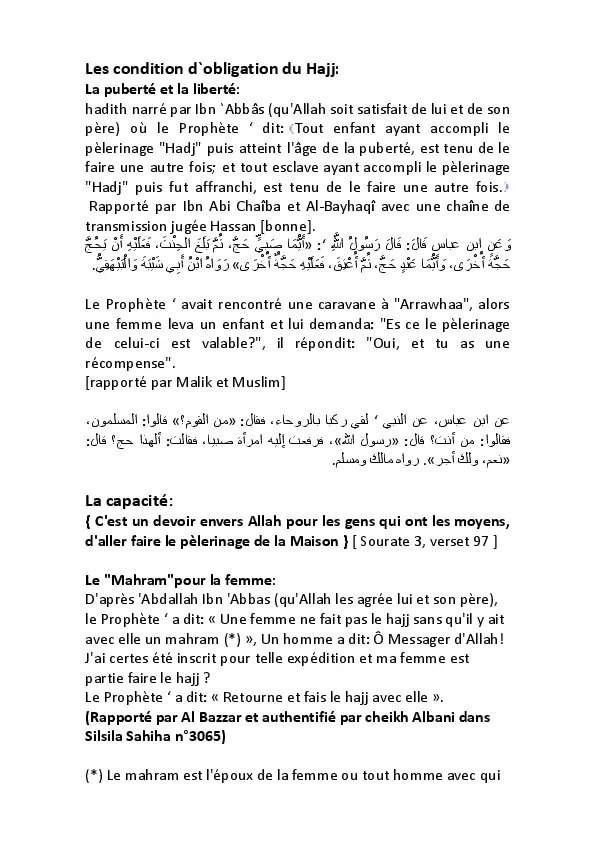 Les condition d`obligation du Hajj:
La puberté et la liberté:
hadith narré par Ibn `Abbâs (qu'Allah soit satisfait de lui et de son
père) où le Prophète ‘ dit: ﴾Tout enfant ayant accompli le
pèlerinage "Hadj" puis atteint l'âge de la puberté, est tenu de le
faire une autre fois; et tout esclave ayant accompli le pèlerinage
"Hadj" puis fut affranchi, est tenu de le faire une autre fois.﴿
Rapporté par Ibn Abi Chaîba et Al-Bayhaqî avec une chaîne de
transmission jugée Hassan [bonne].
وَعَنِ ابنِ عباسٍ قَالَ: قَالَ رَسُولُ اللَّهِ ‘: «أَيُّمَا صَبِيٍّ حَجَّ، ثُمَّ بَلَغَ الْحِنْثَ، فَعَلَيْهِ أَنْ يَحُجَّ
حَجَّةً أُخْرَى، وَأَيُّمَا عَبْدٍ حَجَّ، ثُمَّ أُعْتِقَ، فَعَلَيْهِ حَجَّةٌ أُخْرَى» رَوَاهُ ابْنُ أَبِي شَيْبَةَ وَالْبَيْهَقِيُّ.
Le Prophète ‘ avait rencontré une caravane à "Arrawhaa", alors
une femme leva un enfant et lui demanda: "Es ce le pèlerinage
de celui-ci est valable?", il répondit: "Oui, et tu as une
récompense".
[rapporté par Malik et Muslim]
عن ابن عباس، عن النبي ‘ لقي ركبا بالروحاء، فقال: «من القوم؟» قالوا: المسلمون،
فقالوا: من أنت؟ قال: «رسول الله»، فرفعت إليه امرأة صبيا، فقالت: ألهذا حج؟ قال:
«نعم، ولك أجر». رواه مالك ومسلم.
La capacité:
{ C'est un devoir envers Allah pour les gens qui ont les moyens,
d'aller faire le pèlerinage de la Maison } [ Sourate 3, verset 97 ]
Le "Mahram"pour la femme:
D'après 'Abdallah Ibn 'Abbas (qu'Allah les agrée lui et son père),
le Prophète ‘ a dit: « Une femme ne fait pas le hajj sans qu'il y ait
avec elle un mahram (*) », Un homme a dit: Ô Messager d'Allah!
J'ai certes été inscrit pour telle expédition et ma femme est
partie faire le hajj ?
Le Prophète ‘ a dit: « Retourne et fais le hajj avec elle ».
(Rapporté par Al Bazzar et authentifié par cheikh Albani dans
Silsila Sahiha n°3065)
(*) Le mahram est l'époux de la femme ou tout homme avec qui